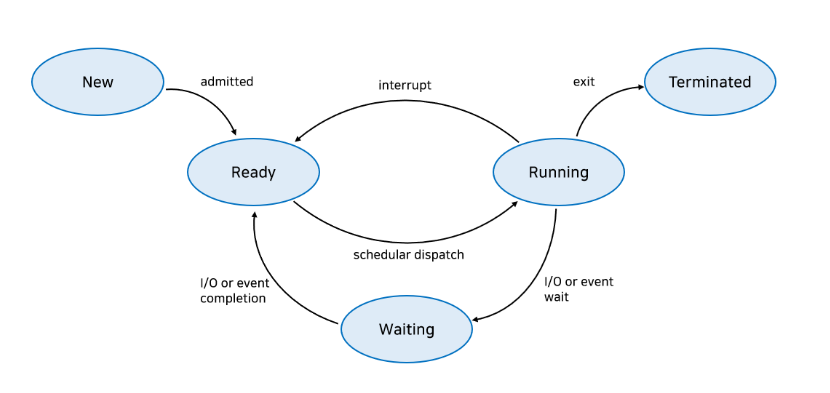 New
admitted
interrupt
exit
Terminated
Ready
Running
schedular dispatch
I/O or event
completion
I/O or event
wait
Waiting